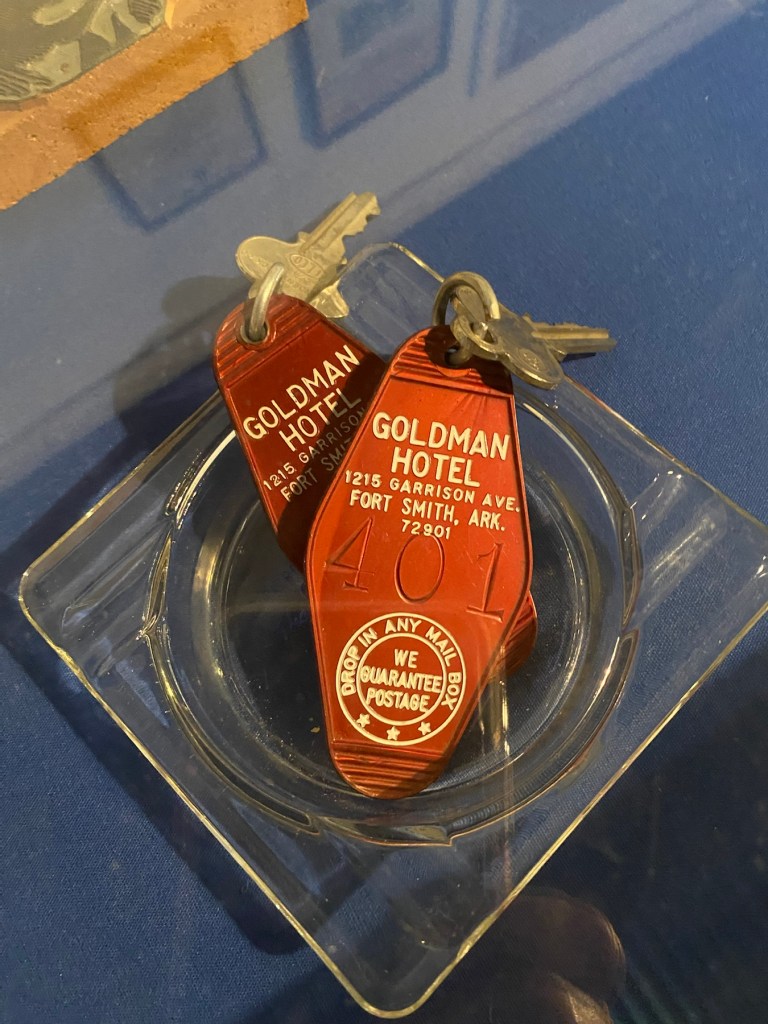 GOLDMAN
HOTEL
1215 GARRISON
FORT
GOLDMAN
HOTEL
1215 GARRISON AVE.
FORT SMITH, ARK.
72901
401
DROP IN ANY MAIL BOX
WE
GUARANTEE
POSTAGE